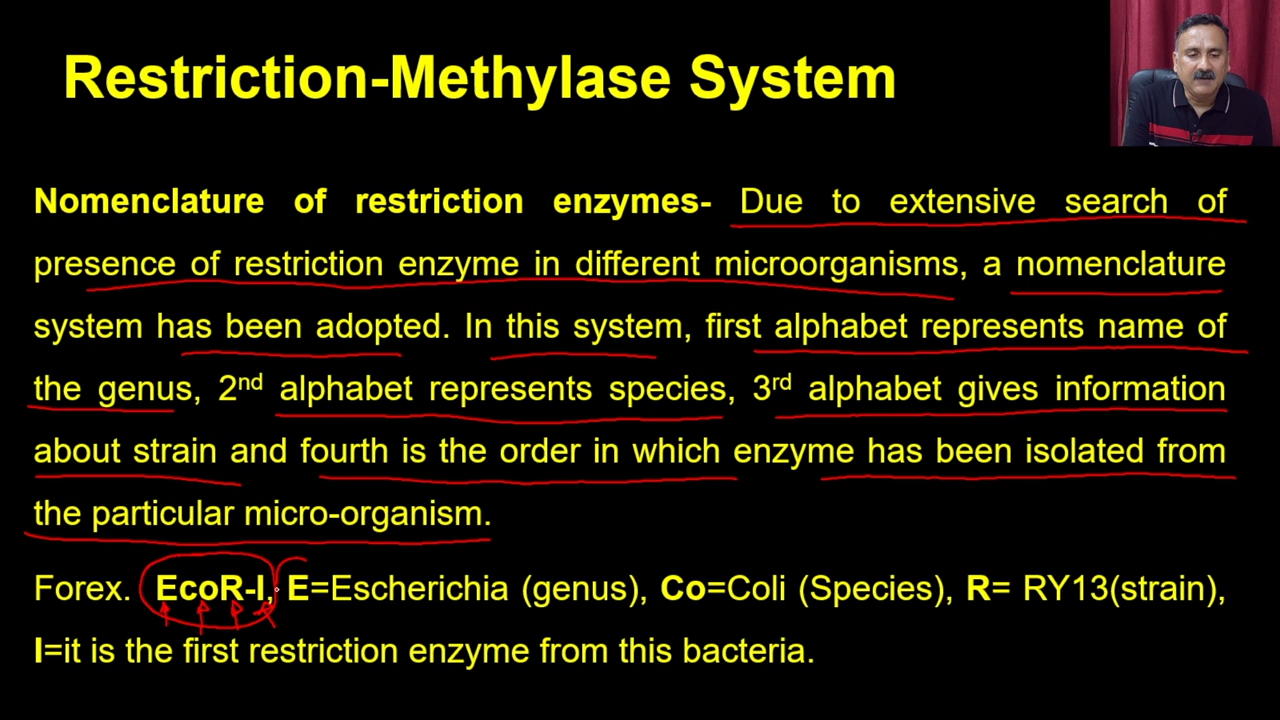 Restriction-Methylase System
Nomenclature of restriction enzymes- Due to extensive search of
presence of restriction enzyme in different microorganisms, a nomenclature
system has been adopted. In this system, first alphabet represents name of
the genus, 2nd alphabet represents species, 3rd alphabet gives information
about strain and fourth is the order in which enzyme has been isolated from
the particular micro-organism.
Forex. EcoR-I, E=Escherichia (genus), Co=Coli (Species), R= RY13(strain),
I=it is the first restriction enzyme from this bacteria.